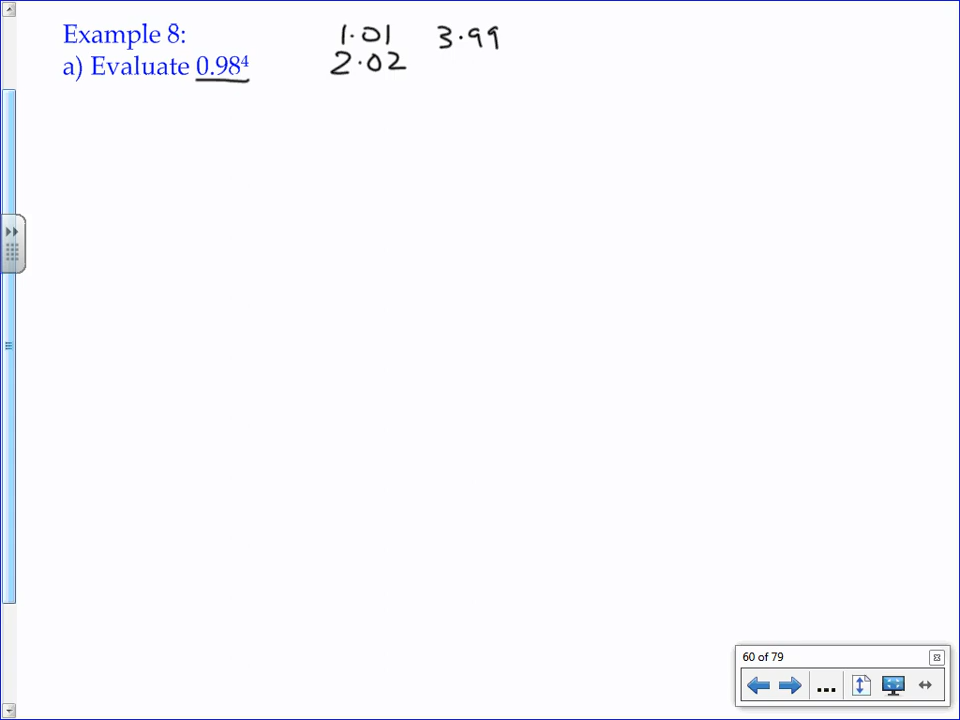 Example 8:
a) Evaluate 0.98⁴
1.01 3.99
2.02
60 of 79
...